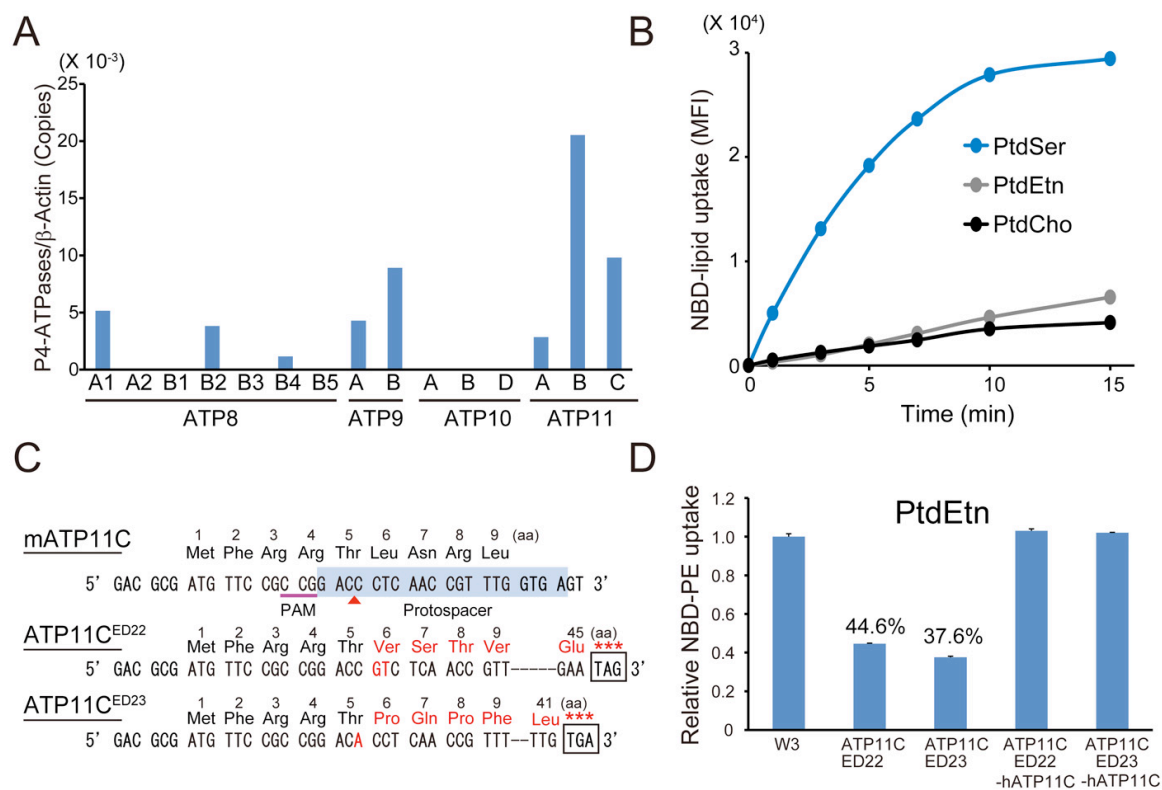 A
(X 10-3)
P4-ATPases/β-Actin (Copies)
25
20
15
10
5
0
A1 A2 B1 B2 B3 B4 B5 A B A B D A B C
ATP8 ATP9 ATP10 ATP11
B
(X 10⁴)
NBD-lipid uptake (MFI)
3
2
1
0
PtdSer
PtdEtn
PtdCho
0 5 10 15
Time (min)
C
mATP11C
1 2 3 4 5 6 7 8 9 (aa)
Met Phe Arg Arg Thr Leu Asn Arg Leu
5' GAC GCG ATG TTC CGC CGG ACC CTC AAC CGT TTG GTG AGT 3'
PAM Protospacer
ATP11CED22
1 2 3 4 5 6 7 8 9 45 (aa)
Met Phe Arg Arg Thr Ver Ser Thr Ver Glu ***
5' GAC GCG ATG TTC CGC CGG ACC GTC TCA ACC GTT-----GAA TAG 3'
ATP11CED23
1 2 3 4 5 6 7 8 9 41 (aa)
Met Phe Arg Arg Thr Pro Gln Pro Phe Leu ***
5' GAC GCG ATG TTC CGC CGG ACA CCT CAA CCG TTT--TTG TGA 3'
D
PtdEtn
Relative NBD-PE uptake
1.2
1.0
0.8
0.6
0.4
0.2
0
44.6%
37.6%
W3 ATP11C ATP11C ATP11C ATP11C
ED22 ED23 ED22 ED23
-hATP11C -hATP11C